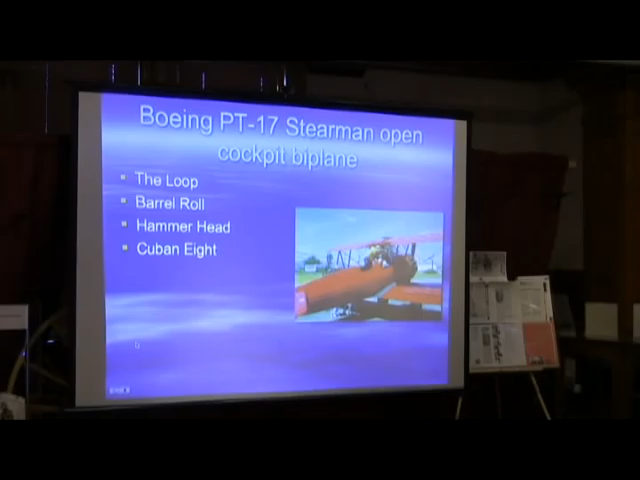 Boeing PT-17 Stearman open
cockpit biplane
The Loop
Barrel Roll
Hammer Head
Cuban Eight